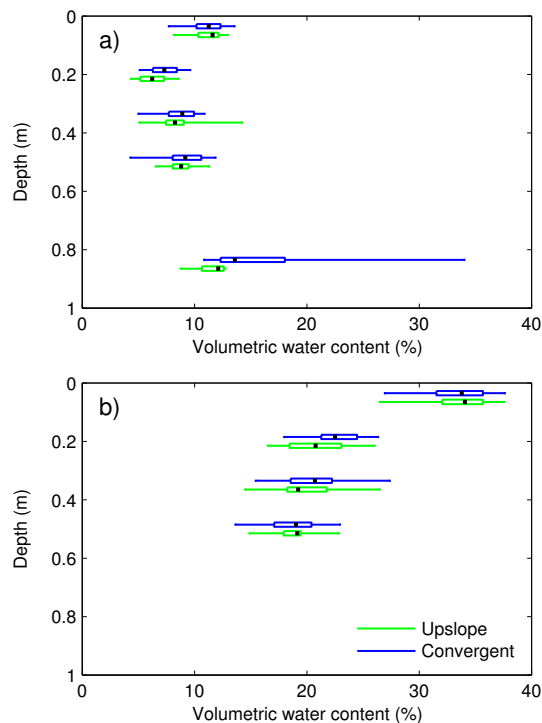 a)
0
0.2
0.4
0.6
0.8
1
Depth (m)
0 10 20 30 40
Volumetric water content (%)
b)
0
0.2
0.4
0.6
0.8
1
Depth (m)
Upslope
Convergent
0 10 20 30 40
Volumetric water content (%)